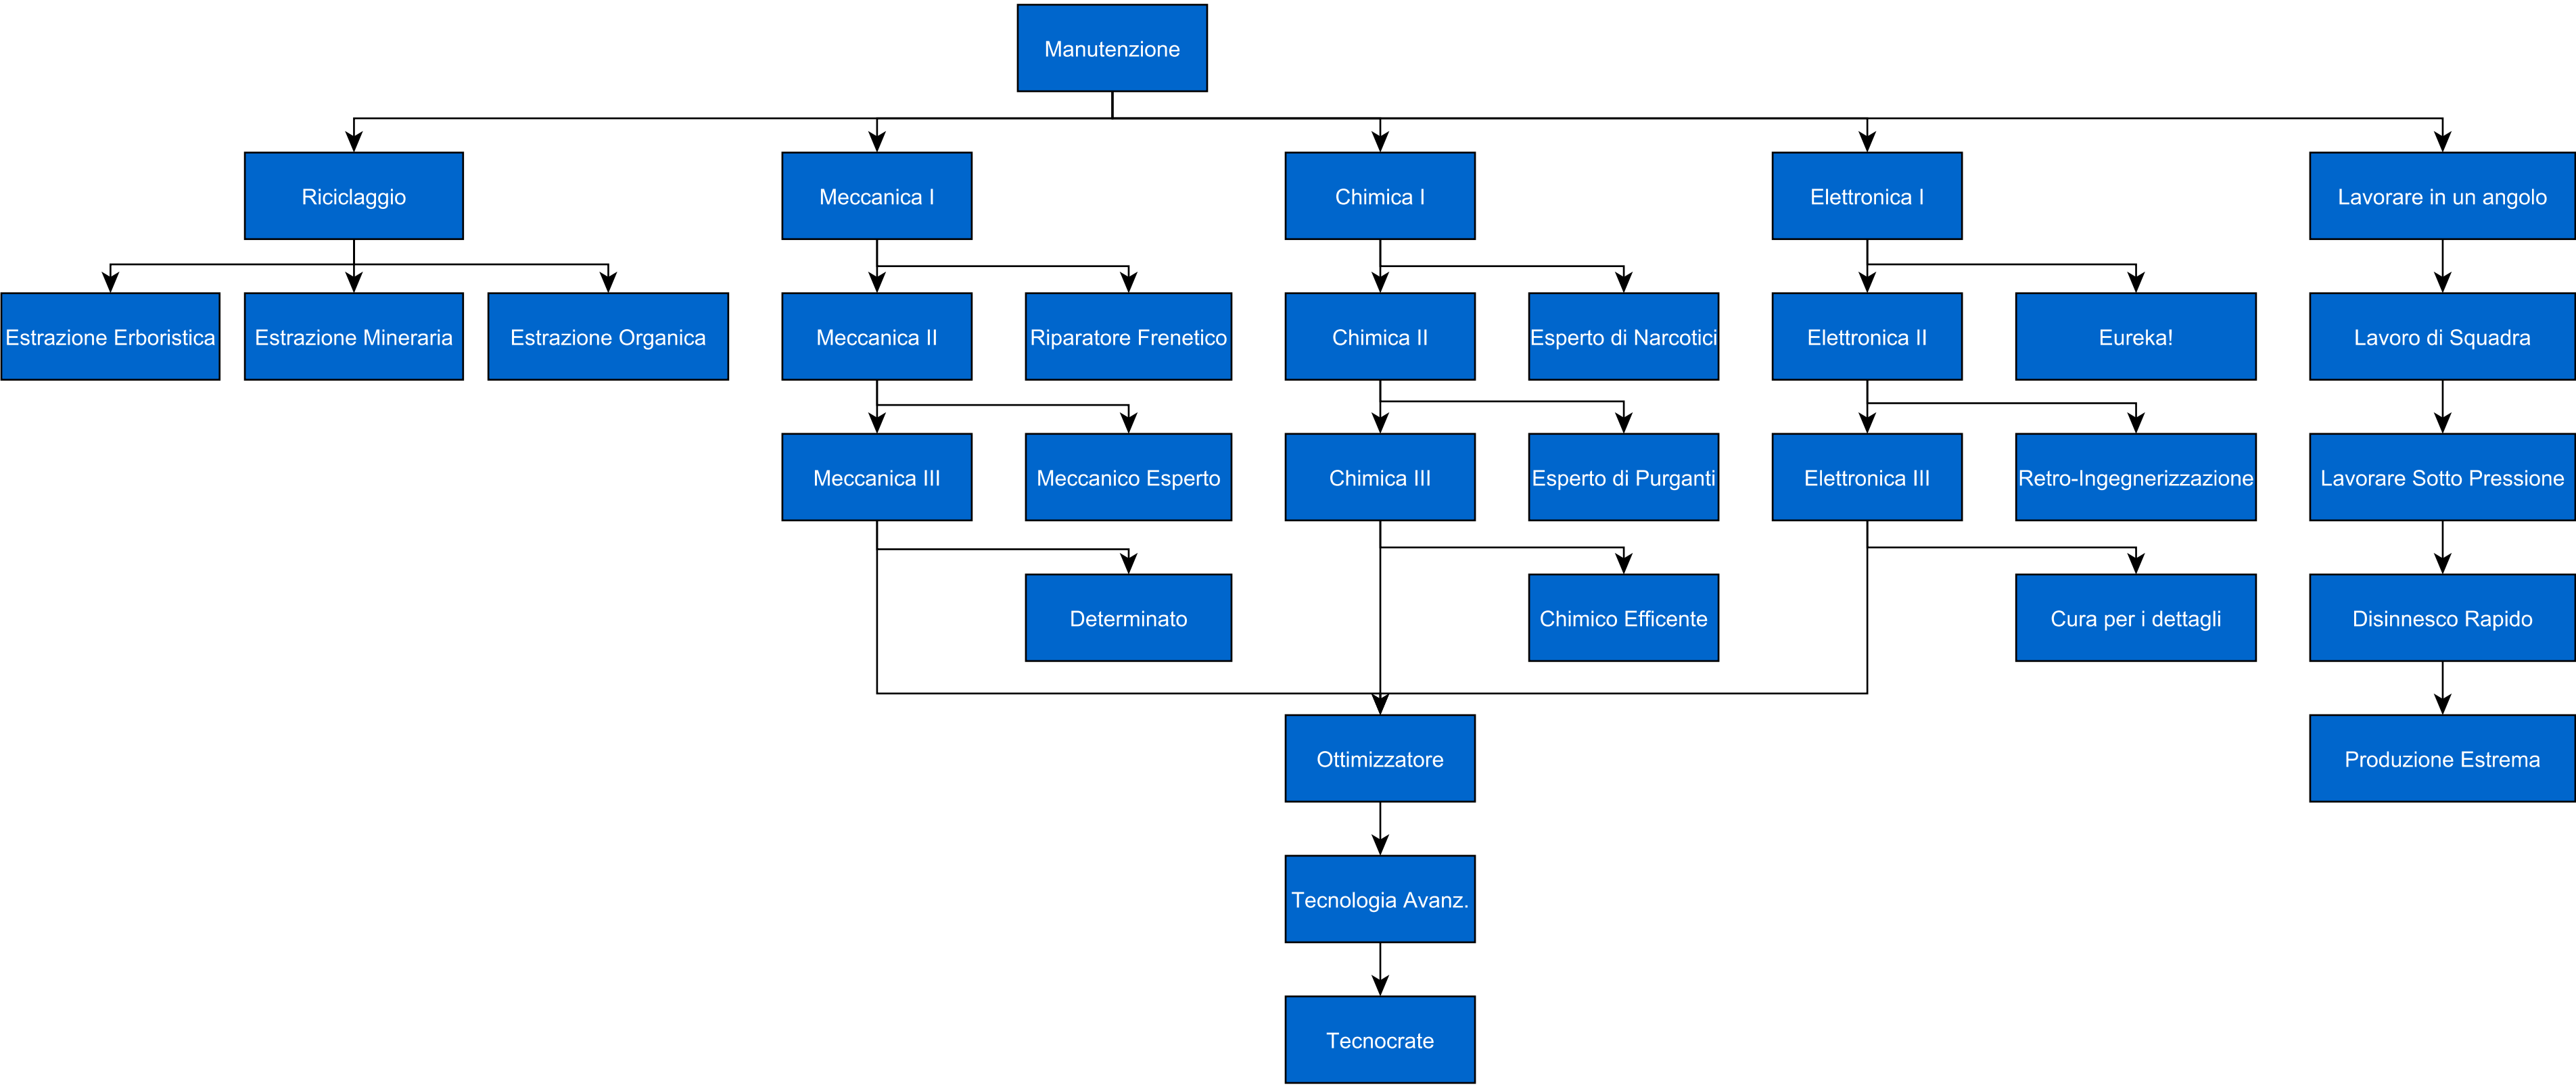 Manutenzione
Riciclaggio
Meccanica I
Chimica I
Elettronica I
Lavorare in un angolo
Estrazione Erboristica
Estrazione Mineraria
Estrazione Organica
Meccanica II
Riparatore Frenetico
Chimica II
Esperto di Narcotici
Elettronica II
Eureka!
Lavoro di Squadra
Meccanica III
Meccanico Esperto
Chimica III
Esperto di Purganti
Elettronica III
Retro-Ingegnerizzazione
Lavorare Sotto Pressione
Determinato
Chimico Efficente
Cura per i dettagli
Disinnesco Rapido
Ottimizzatore
Produzione Estrema
Tecnologia Avanz.
Tecnocrate